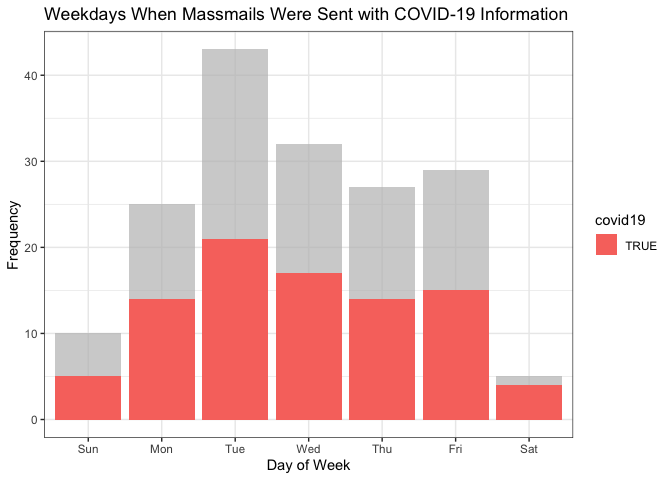 Weekdays When Massmails Were Sent with COVID-19 Information
Frequency
40
30
20
10
0
Sun Mon Tue Wed Thu Fri Sat
Day of Week
covid19
TRUE